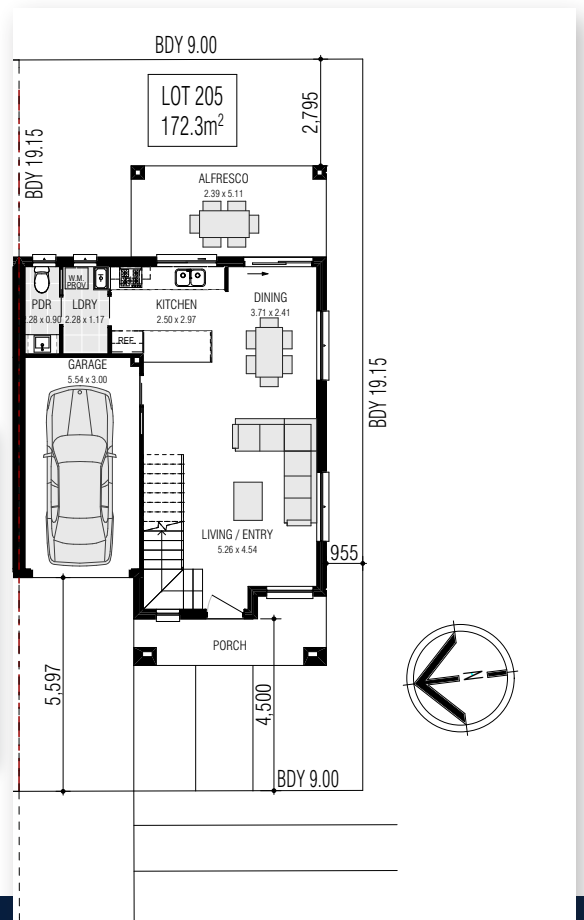 BDY 9.00
LOT 205
172.3m²
2,795
BDY 19.15
ALFRESCO
2.39 x 5.11
W.M.
PROV
PDR
.28 x 0.90
LDRY
2.28 x 1.17
KITCHEN
2.50 x 2.97
DINING
3.71 x 2.41
REF.
GARAGE
5.54 x 3.00
BDY 19.15
LIVING / ENTRY
5.26 x 4.54
955
PORCH
5,597
4,500
N
BDY 9.00